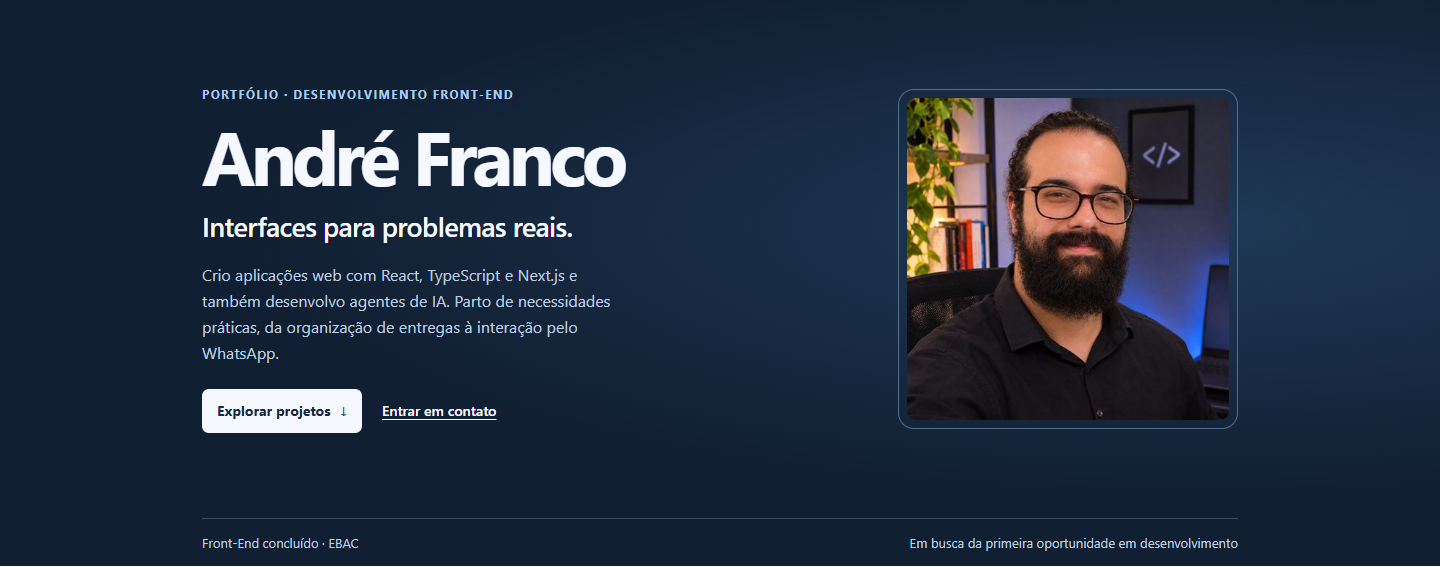 PORTFÓLIO · DESENVOLVIMENTO FRONT-END
André Franco
Interfaces para problemas reais.
Crio aplicações web com React, TypeScript e Next.js e
também desenvolvo agentes de IA. Parto de necessidades
práticas, da organização de entregas à interação pelo
WhatsApp.
Explorar projetos ↓
Entrar em contato
</>
Front-End concluído · EBAC
Em busca da primeira oportunidade em desenvolvimento